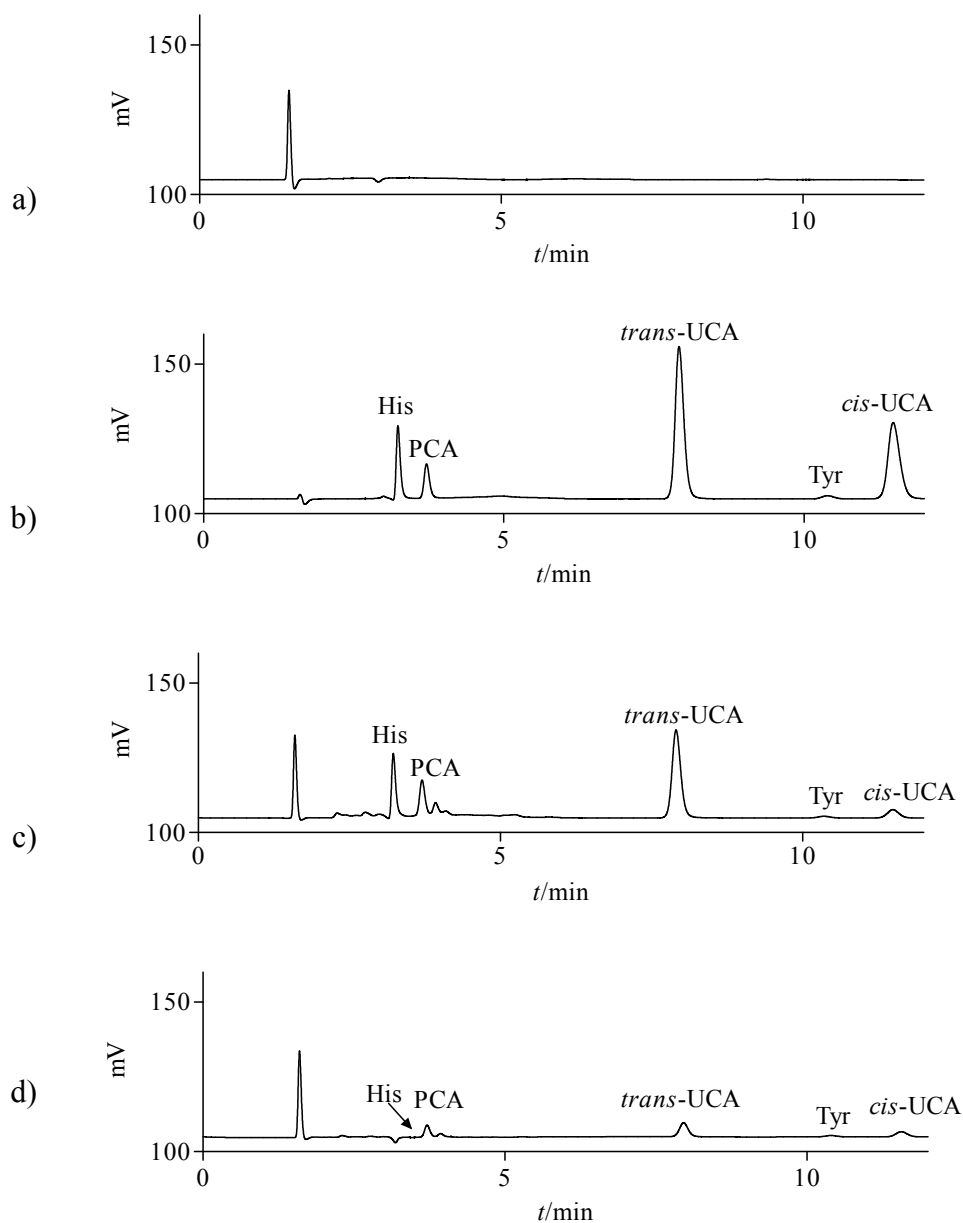 a)
mV
150
100
0
5
10
t/min
b)
mV
150
100
His
PCA
trans-UCA
Tyr
cis-UCA
0
5
10
t/min
c)
mV
150
100
His
PCA
trans-UCA
Tyr
cis-UCA
0
5
10
t/min
d)
mV
150
100
His
PCA
trans-UCA
Tyr
cis-UCA
0
5
10
t/min